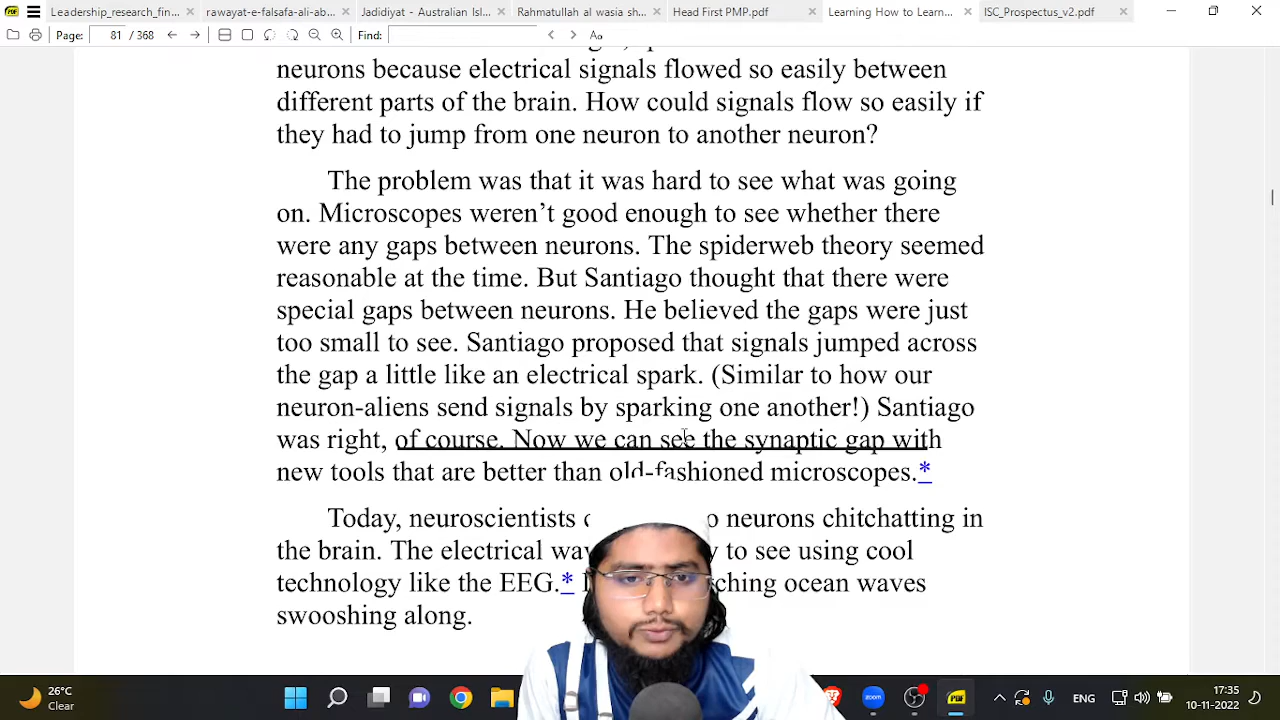 Leadership_research_fin... rawayat-e-falsafa-ali-ab... Jadidiyat - Australian Isl... Rahmatullah al wasia sh... Head First PMP.pdf Learning How to Learn... ISC_Prospectus_v2.pdf
Page: 81 / 368 Find:
neurons because electrical signals flowed so easily between
different parts of the brain. How could signals flow so easily if
they had to jump from one neuron to another neuron?
The problem was that it was hard to see what was going
on. Microscopes weren’t good enough to see whether there
were any gaps between neurons. The spiderweb theory seemed
reasonable at the time. But Santiago thought that there were
special gaps between neurons. He believed the gaps were just
too small to see. Santiago proposed that signals jumped across
the gap a little like an electrical spark. (Similar to how our
neuron-aliens send signals by sparking one another!) Santiago
was right, of course. Now we can see the synaptic gap with
new tools that are better than old-fashioned microscopes.*
Today, neuroscientists neurons chitchatting in
the brain. The electrical to see using cool
technology like the EEG.* ocean waves
swooshing along.
26°C
Clear
zoom
PDF
ENG
17:35
10-11-2022